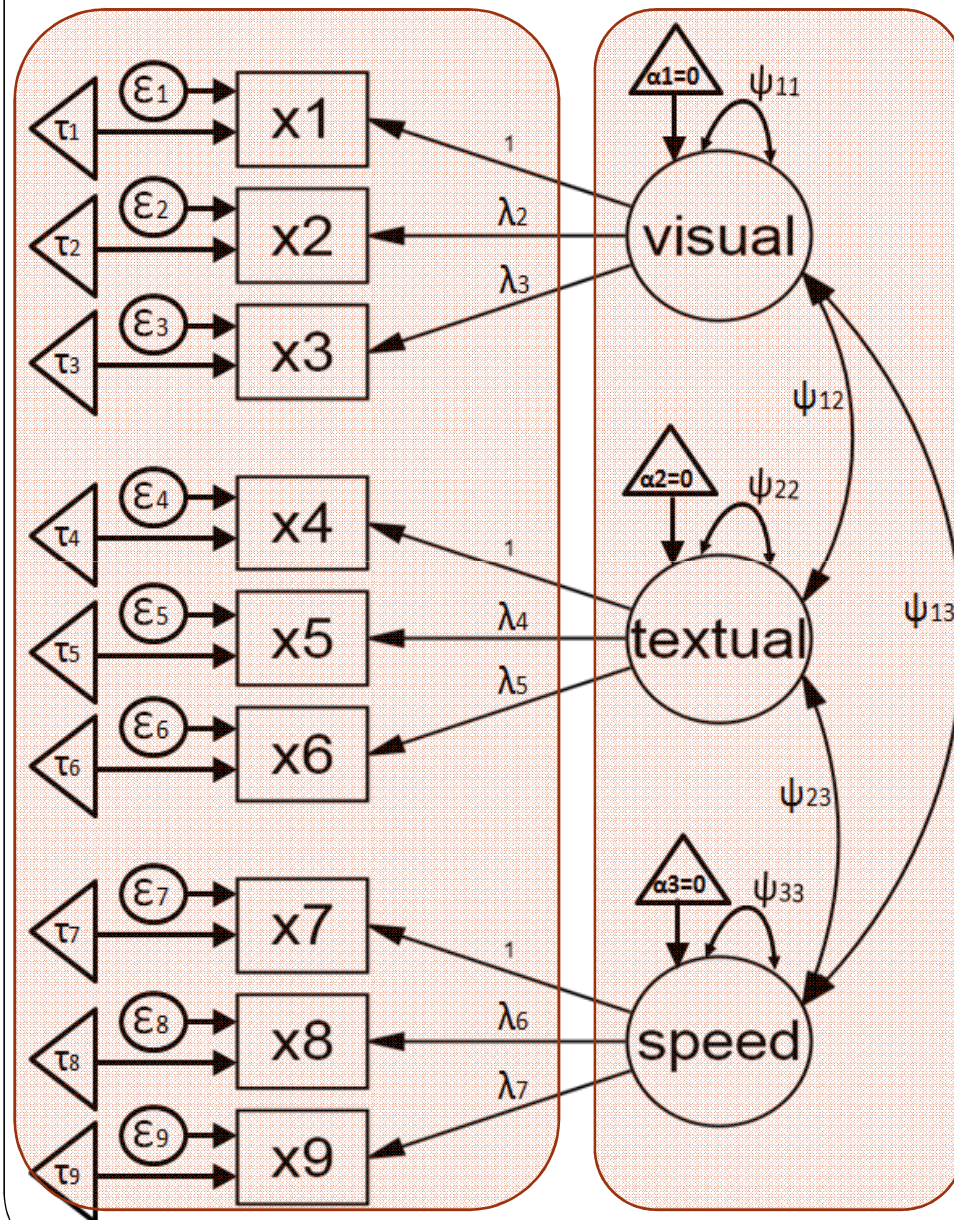 α1=0
ψ11
ε1
τ1
x1
1
visual
ε2
τ2
x2
λ2
ε3
τ3
x3
λ3
ψ12
α2=0
ψ22
ε4
τ4
x4
1
textual
ψ13
ε5
τ5
x5
λ4
ε6
τ6
x6
λ5
ψ23
α3=0
ψ33
ε7
τ7
x7
1
speed
ε8
τ8
x8
λ6
ε9
τ9
x9
λ7